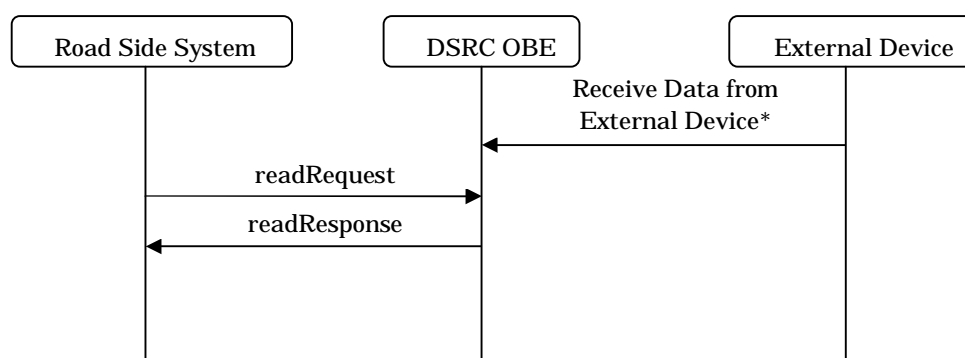 Road Side System
DSRC OBE
External Device
Receive Data from
External Device*
readRequest
readResponse